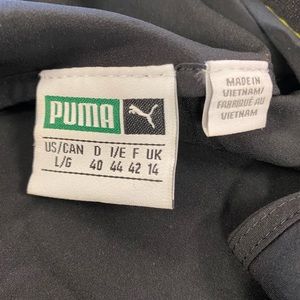 PUMA
US/CAN D I/E F UK
L/G 40 44 42 14
MADE IN
VIETNAM/
FABRIQUÉ AU
VIETNAM